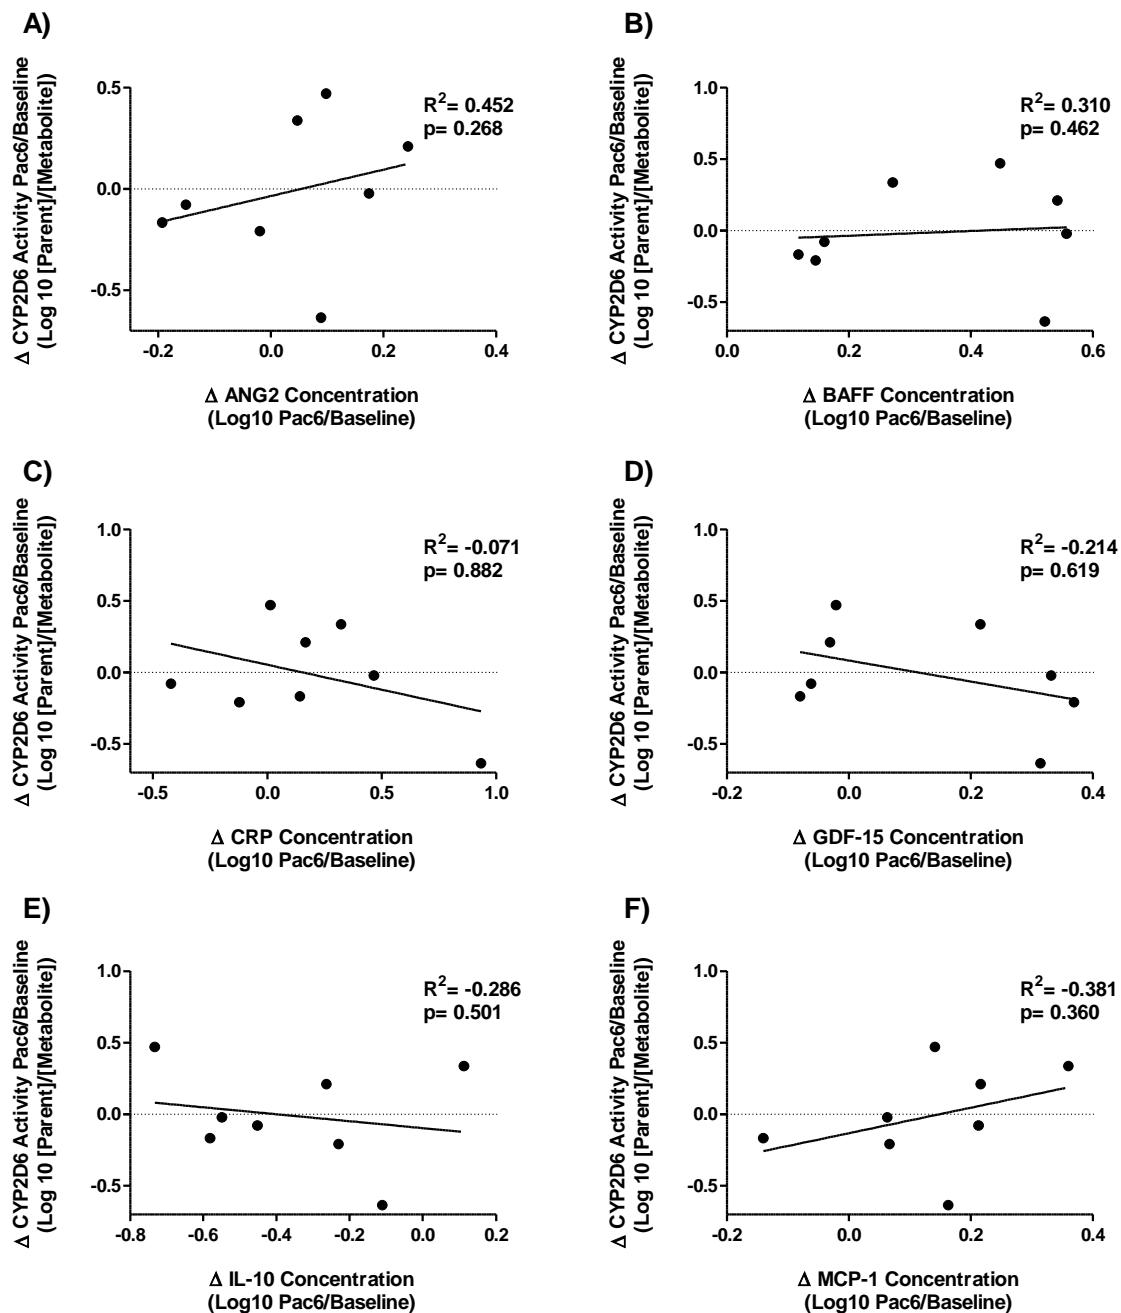 A)
Δ CYP2D6 Activity Pac6/Baseline
(Log 10 [Parent]/[Metabolite])
0.5
0.0
-0.5
R²= 0.452
p= 0.268
-0.2 0.0 0.2 0.4
Δ ANG2 Concentration
(Log10 Pac6/Baseline)
B)
Δ CYP2D6 Activity Pac6/Baseline
(Log 10 [Parent]/[Metabolite])
1.0
0.5
0.0
-0.5
R²= 0.310
p= 0.462
0.0 0.2 0.4 0.6
Δ BAFF Concentration
(Log10 Pac6/Baseline)
C)
Δ CYP2D6 Activity Pac6/Baseline
(Log 10 [Parent]/[Metabolite])
1.0
0.5
0.0
-0.5
R²= -0.071
p= 0.882
-0.5 0.0 0.5 1.0
Δ CRP Concentration
(Log10 Pac6/Baseline)
D)
Δ CYP2D6 Activity Pac6/Baseline
(Log 10 [Parent]/[Metabolite])
1.0
0.5
0.0
-0.5
R²= -0.214
p= 0.619
-0.2 0.0 0.2 0.4
Δ GDF-15 Concentration
(Log10 Pac6/Baseline)
E)
Δ CYP2D6 Activity Pac6/Baseline
(Log 10 [Parent]/[Metabolite])
1.0
0.5
0.0
-0.5
R²= -0.286
p= 0.501
-0.8 -0.6 -0.4 -0.2 0.0 0.2
Δ IL-10 Concentration
(Log10 Pac6/Baseline)
F)
Δ CYP2D6 Activity Pac6/Baseline
(Log 10 [Parent]/[Metabolite])
1.0
0.5
0.0
-0.5
R²= -0.381
p= 0.360
-0.2 0.0 0.2 0.4
Δ MCP-1 Concentration
(Log10 Pac6/Baseline)